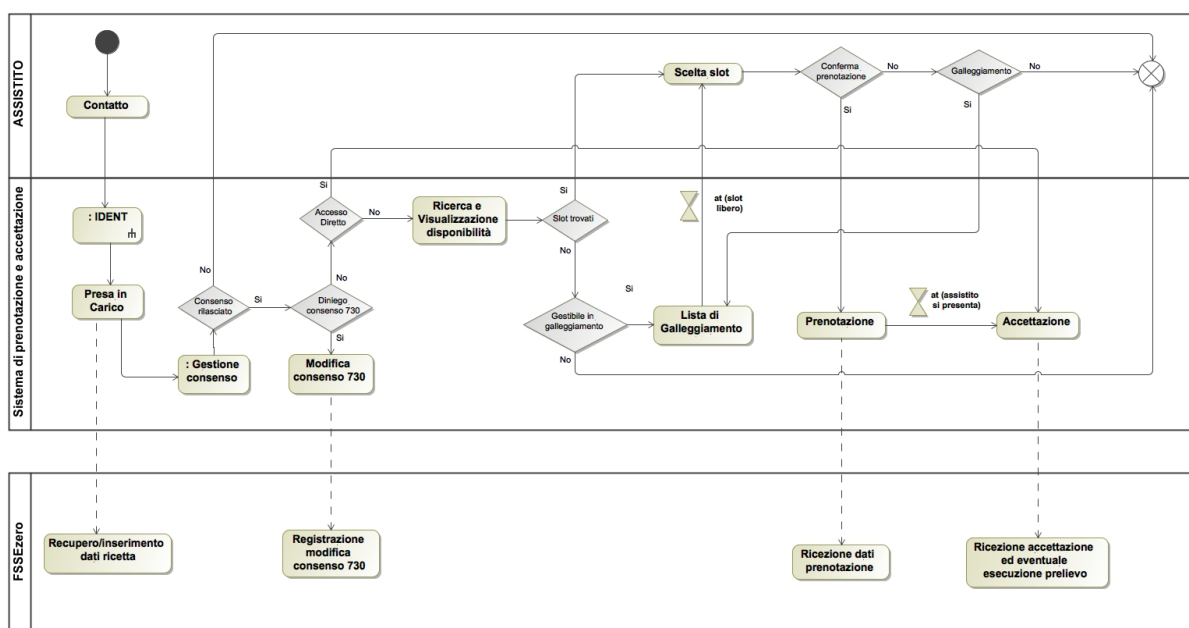 ASSISTITO
Contatto
Scelta slot
Conferma
prenotazione
No
Galleggiamento
No
Si
Si
Sistema di prenotazione e accettazione
: IDENT
Presa in
Carico
No
Consenso
rilasciato
Si
: Gestione
consenso
Si
Accesso
Diretto
No
No
Diniego
consenso 730
Si
Modifica
consenso 730
Ricerca e
Visualizzazione
disponibilità
Si
Slot trovati
No
Gestibile in
galleggiamento
Si
No
Lista di
Galleggiamento
at (slot
libero)
Prenotazione
at (assistito
si presenta)
Accettazione
FSSEzero
Recupero/inserimento
dati ricetta
Registrazione
modifica
consenso 730
Ricezione dati
prenotazione
Ricezione accettazione
ed eventuale
esecuzione prelievo